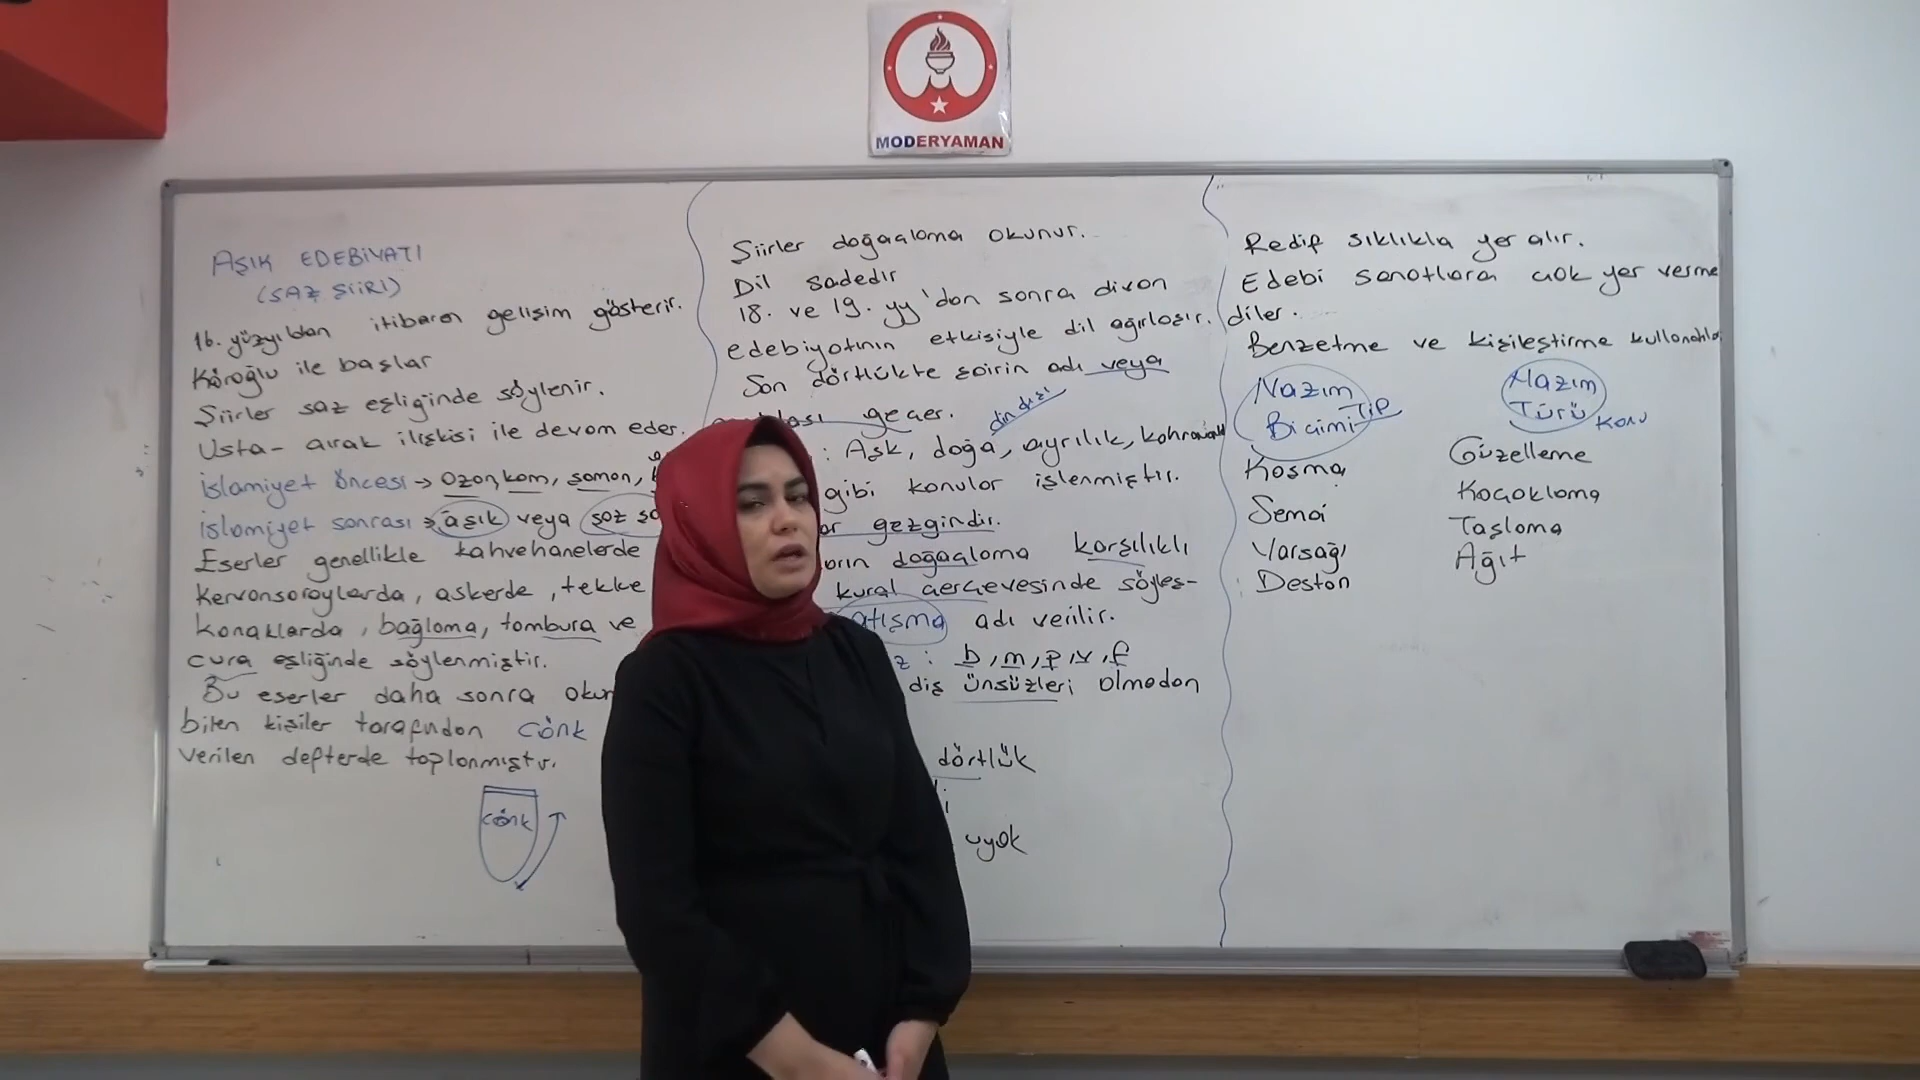 MODERYAMAN
AŞIK EDEBİYATI
(SAZ ŞİİRİ)
16. yüzyıldan itibaren gelişim gösterir.
Köroğlu ile başlar
Şiirler saz eşliğinde söylenir.
Usta- çırak ilişkisi ile devam eder.
İslamiyet öncesi → Ozan, kam, şaman,
İslamiyet sonrası → aşık veya saz
Eserler genellikle kahvehanelerde
Kervansaraylarda, askerde, tekke
konaklarda, bağlama, tambura ve
cura eşliğinde söylenmiştir.
Bu eserler daha sonra okur
bilen kişiler tarafından cönk
verilen defterde toplanmıştır.
cönk
Şiirler doğaçlama okunur.
Dil sadedir
18. ve 19. yy'dan sonra divan
edebiyatının etkisiyle dil ağırlaşır.
Son dörtlükte şairin adı veya
geçer.
din dışı
: Aşk, doğa, ayrılık,
gibi konular işlenmiştir.
gezgindir.
doğaçlama karşılıklı
kural çerçevesinde söyleş-
atışma adı verilir.
: b, m, p, v, f
diş ünsüzleri olmadan
dörtlük
uyak
Redif sıklıkla yer alır.
Edebi sanatlara çok yer verme
diler.
Benzetme ve kişileştirme
Nazım
Biçimi Tip
Koşma
Semai
Varsağı
Destan
Nazım
Türü Konu
Güzelleme
Koçaklama
Taşlama
Ağıt